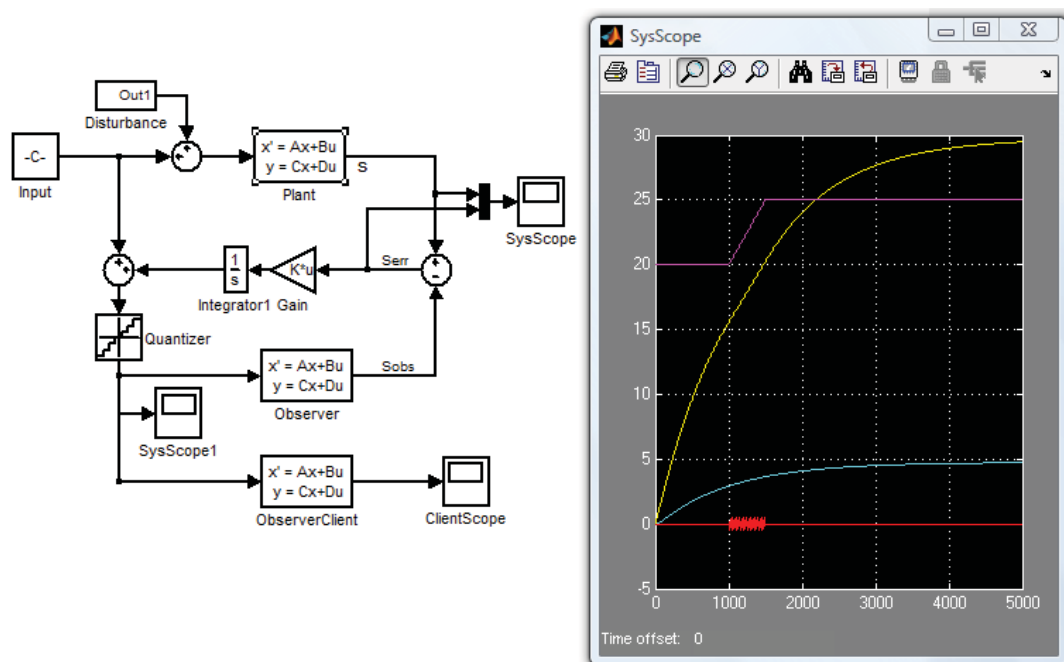 Out1
Disturbance
-C-
Input
x' = Ax+Bu
y = Cx+Du
Plant
S
SysScope
1
s
Integrator1
K*u
Gain
Serr
Quantizer
x' = Ax+Bu
y = Cx+Du
Observer
Sobs
SysScope1
x' = Ax+Bu
y = Cx+Du
ObserverClient
ClientScope
SysScope
30
25
20
15
10
5
0
-5
0 1000 2000 3000 4000 5000
Time offset: 0